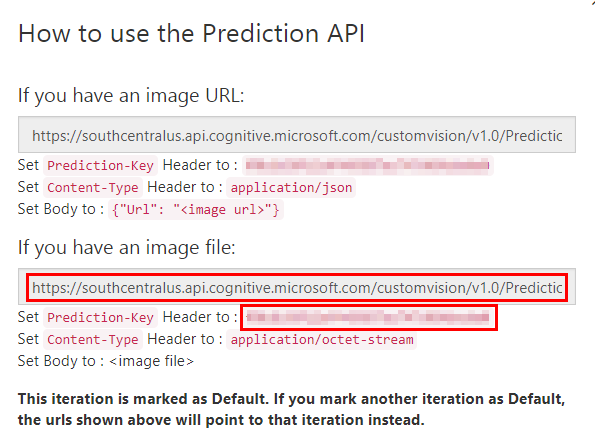 How to use the Prediction API
If you have an image URL:
https://southcentralus.api.cognitive.microsoft.com/customvision/v1.0/Predictic
Set Prediction-Key Header to :
Set Content-Type Header to : application/json
Set Body to : {"Url": "<image url>"}
If you have an image file:
https://southcentralus.api.cognitive.microsoft.com/customvision/v1.0/Predictic
Set Prediction-Key Header to :
Set Content-Type Header to : application/octet-stream
Set Body to : <image file>
This iteration is marked as Default. If you mark another iteration as Default,
the urls shown above will point to that iteration instead.